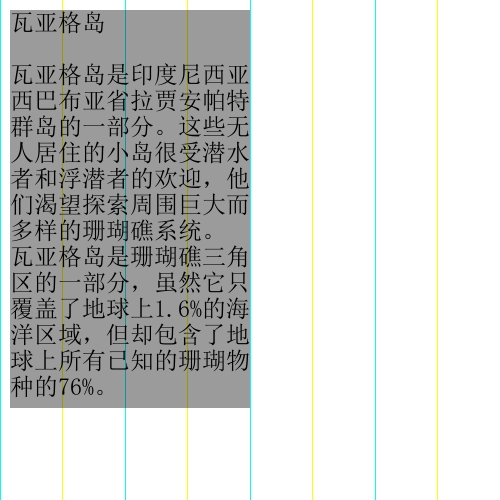 瓦亚格岛
瓦亚格岛是印度尼西亚
西巴布亚省拉贾安帕特
群岛的一部分。这些无
人居住的小岛很受潜水
者和浮潜者的欢迎，他
们渴望探索周围巨大而
多样的珊瑚礁系统。
瓦亚格岛是珊瑚礁三角
区的一部分，虽然它只
覆盖了地球上1.6%的海
洋区域，但却包含了地
球上所有已知的珊瑚物
种的76%。